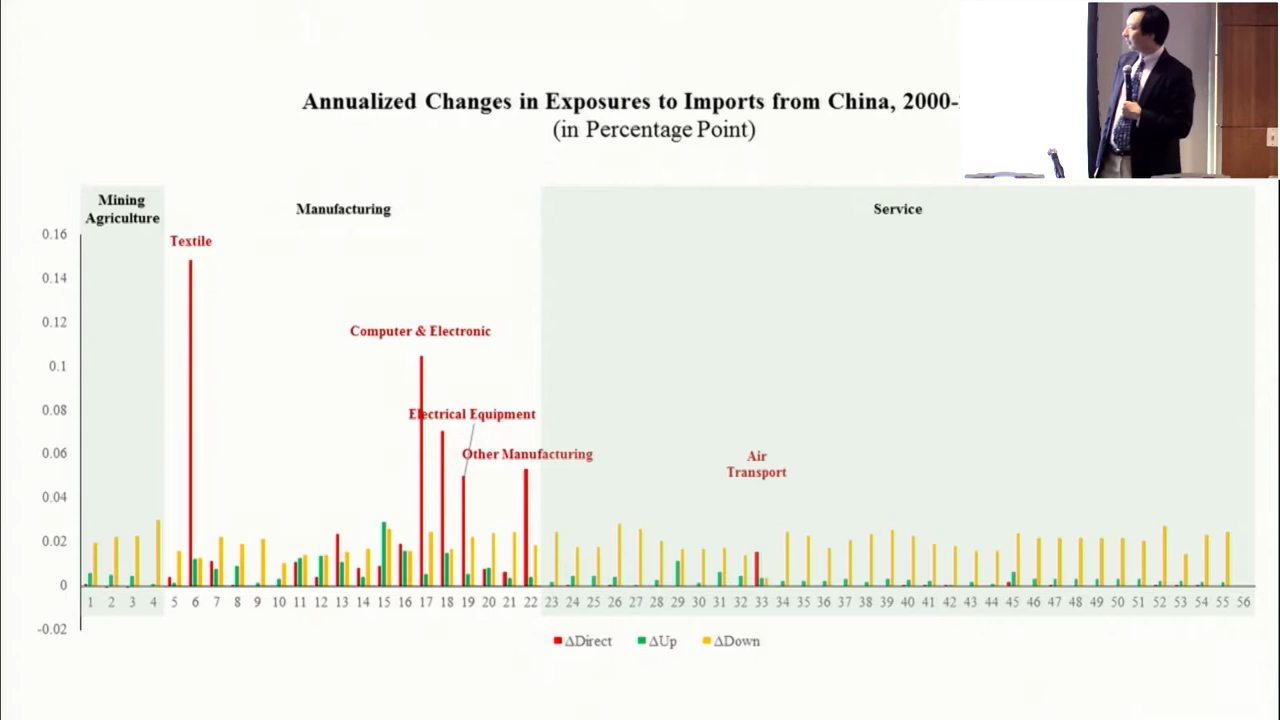 Annualized Changes in Exposures to Imports from China, 2000-
(in Percentage Point)
Mining
Agriculture
Manufacturing
Service
0.16
0.14
0.12
0.1
0.08
0.06
0.04
0.02
0
-0.02
Textile
Computer & Electronic
Electrical Equipment
Other Manufacturing
Air
Transport
1 2 3 4 5 6 7 8 9 10 11 12 13 14 15 16 17 18 19 20 21 22 23 24 25 26 27 28 29 30 31 32 33 34 35 36 37 38 39 40 41 42 43 44 45 46 47 48 49 50 51 52 53 54 55 56
ΔDirect ΔUp ΔDown